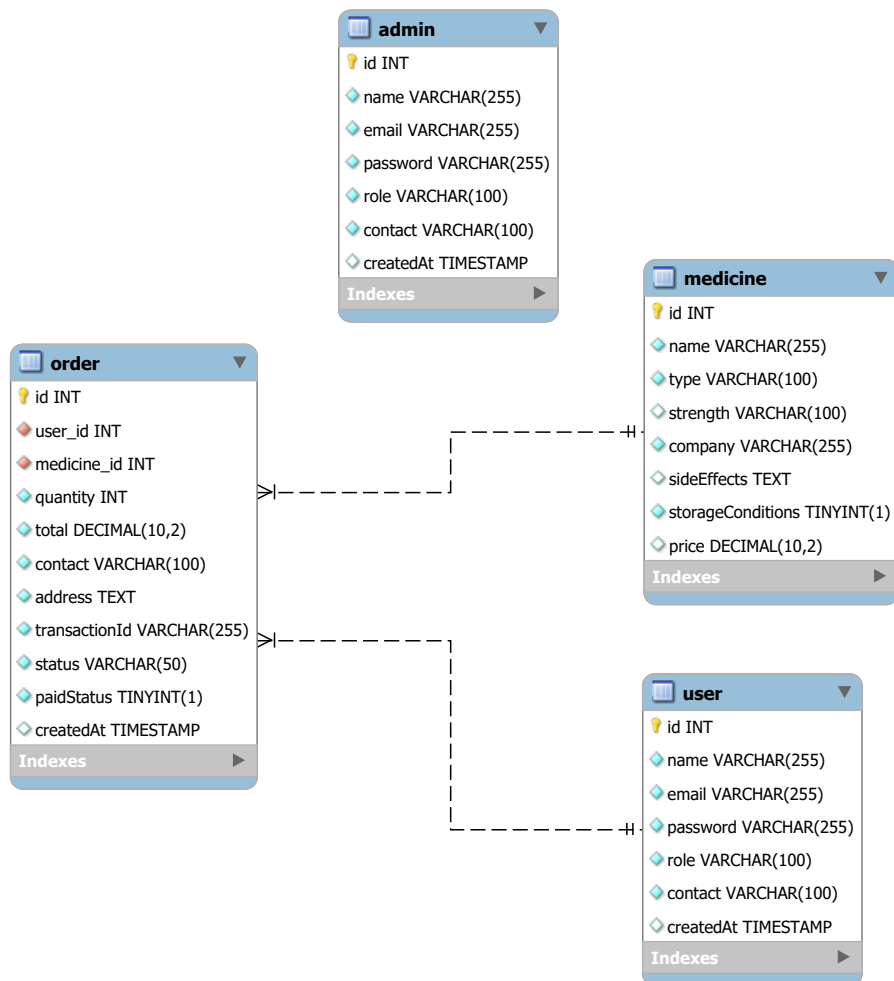 admin
id INT
name VARCHAR(255)
email VARCHAR(255)
password VARCHAR(255)
role VARCHAR(100)
contact VARCHAR(100)
createdAt TIMESTAMP
Indexes
medicine
id INT
name VARCHAR(255)
type VARCHAR(100)
strength VARCHAR(100)
company VARCHAR(255)
sideEffects TEXT
storageConditions TINYINT(1)
price DECIMAL(10,2)
Indexes
order
id INT
user_id INT
medicine_id INT
quantity INT
total DECIMAL(10,2)
contact VARCHAR(100)
address TEXT
transactionId VARCHAR(255)
status VARCHAR(50)
paidStatus TINYINT(1)
createdAt TIMESTAMP
Indexes
user
id INT
name VARCHAR(255)
email VARCHAR(255)
password VARCHAR(255)
role VARCHAR(100)
contact VARCHAR(100)
createdAt TIMESTAMP
Indexes